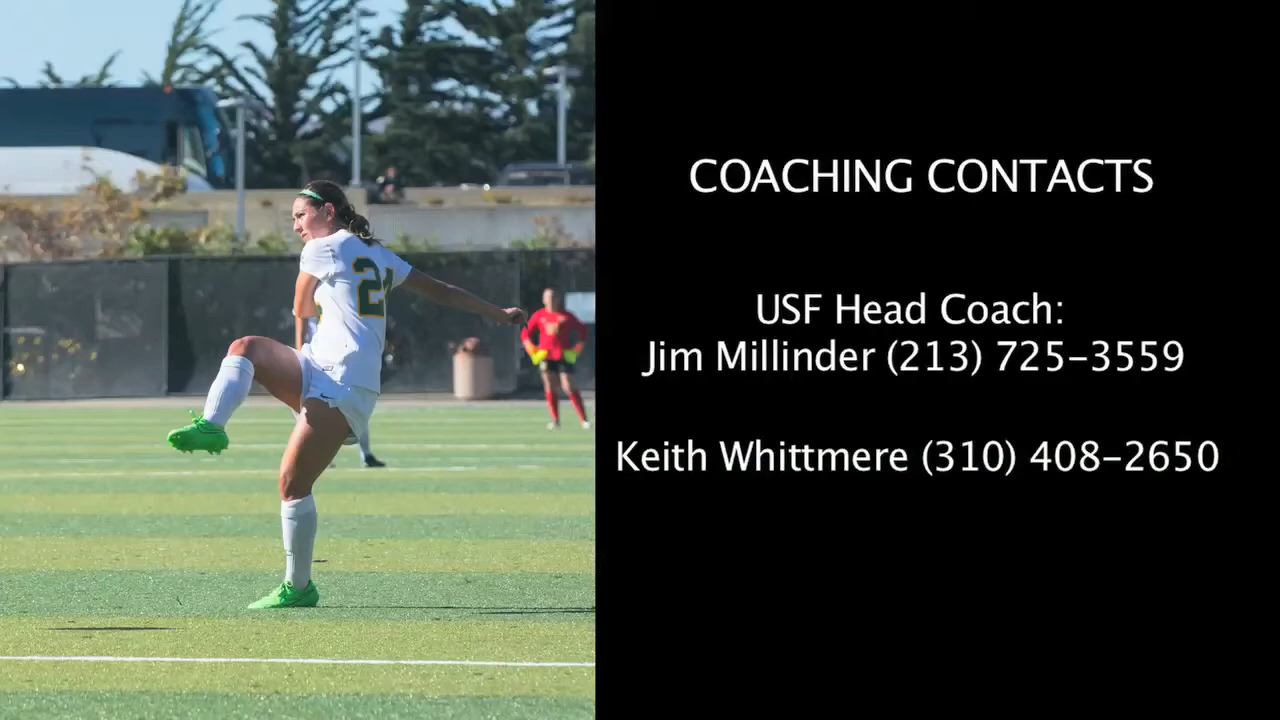 COACHING CONTACTS
USF Head Coach:
Jim Millinder (213) 725-3559
Keith Whittmere (310) 408-2650